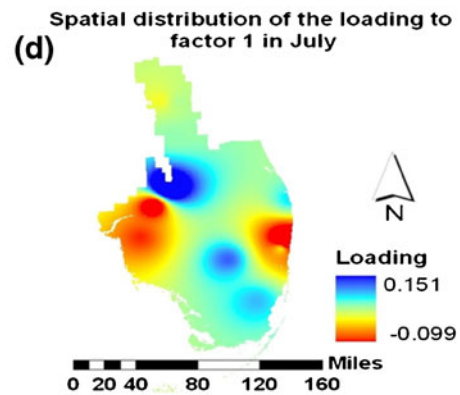 Spatial distribution of the loading to
factor 1 in July
(d)
N
Loading
0.151
-0.099
Miles
0 20 40 80 120 160